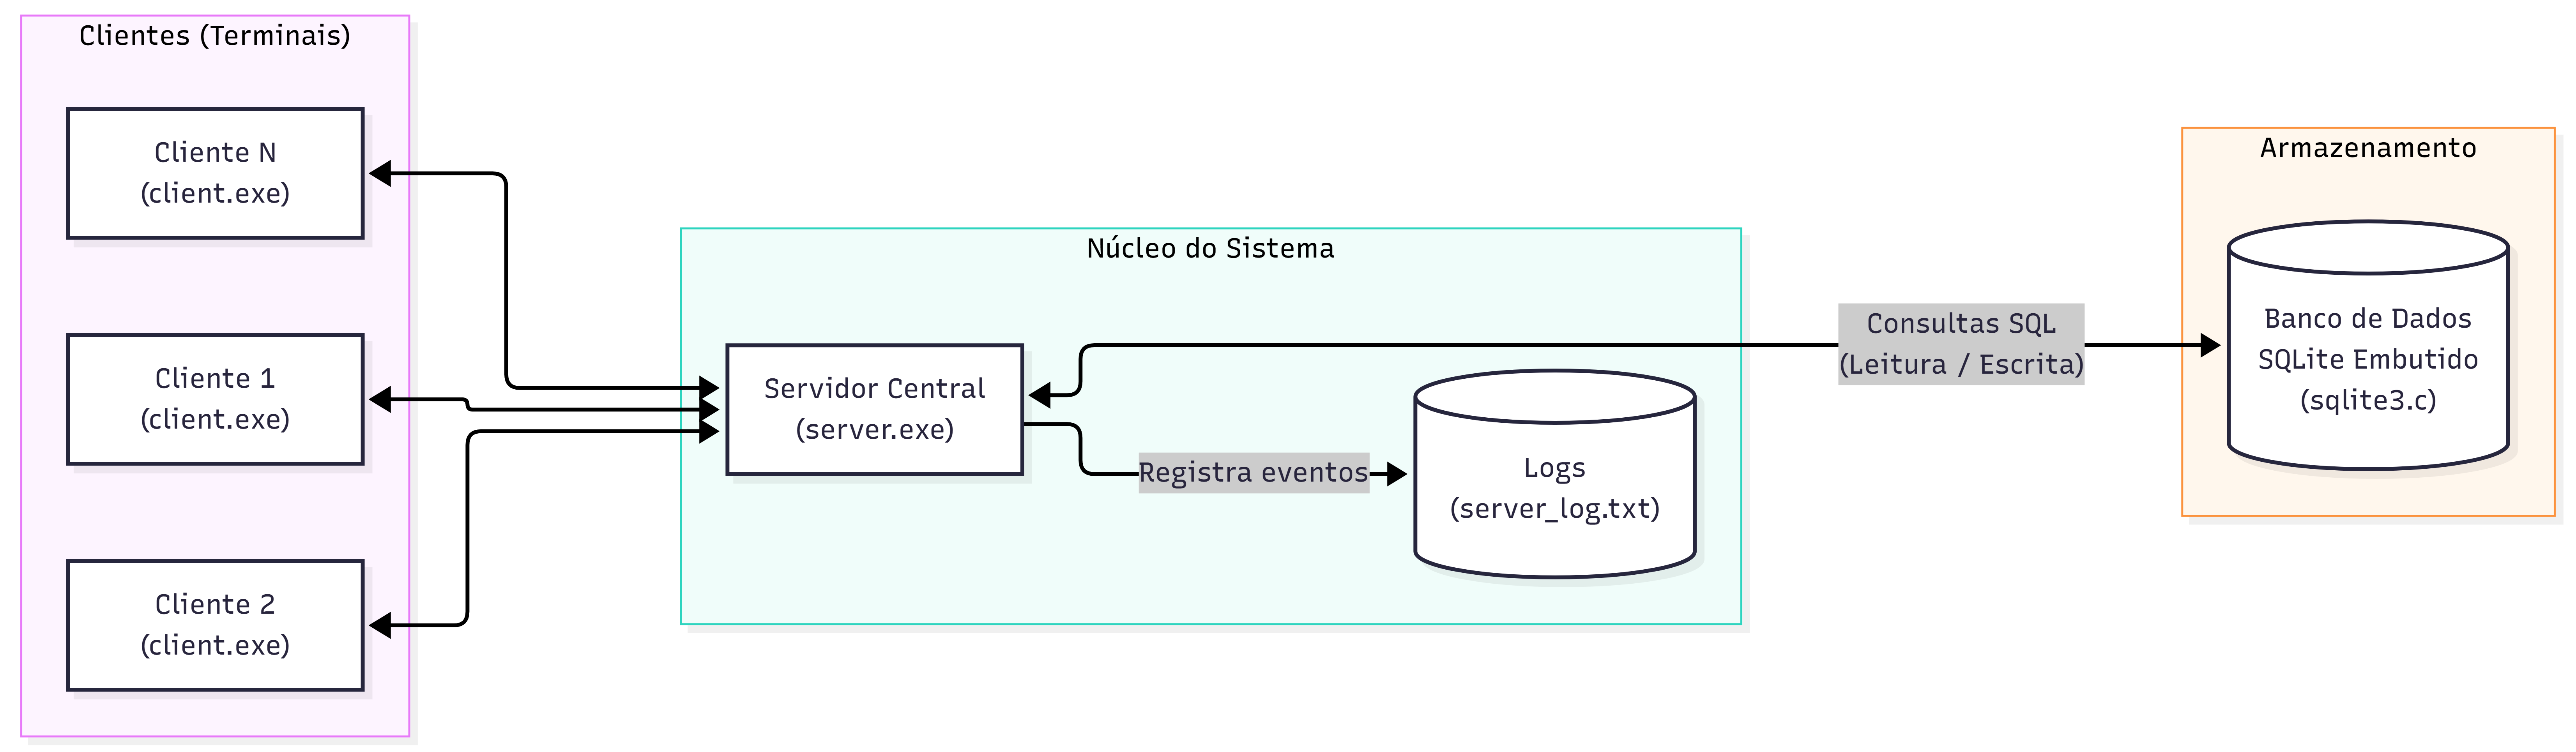 Clientes (Terminais)
Cliente N
(client.exe)
Cliente 1
(client.exe)
Cliente 2
(client.exe)
Núcleo do Sistema
Servidor Central
(server.exe)
Registra eventos
Logs
(server_log.txt)
Consultas SQL
(Leitura / Escrita)
Armazenamento
Banco de Dados
SQLite Embutido
(sqlite3.c)